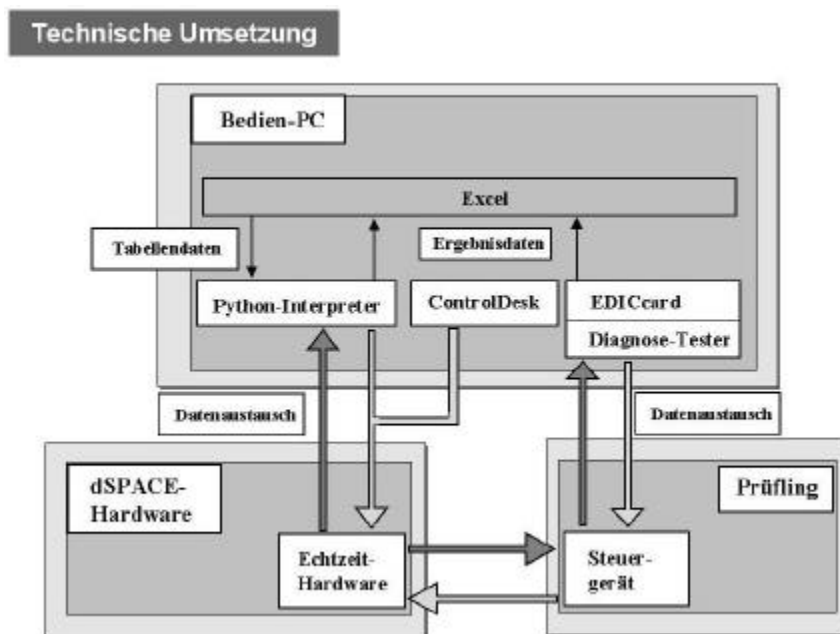 Technische Umsetzung
Bedien-PC
Excel
Tabellendaten
Ergebnisdaten
Python-Interpreter
ControlDesk
EDICcard
Diagnose-Tester
Datenaustausch
Datenaustausch
dSPACE-
Hardware
Prüfling
Echtzeit-
Hardware
Steuer-
gerät